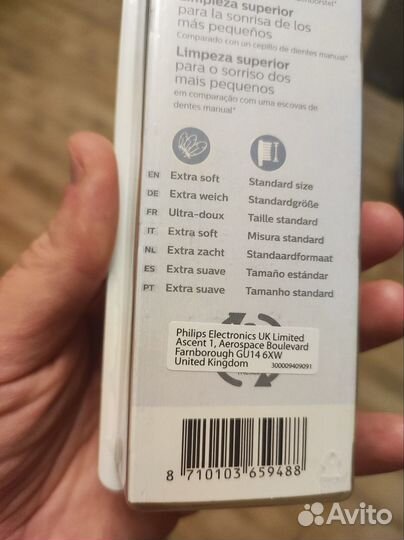 Limpieza superior
para la sonrisa de los
más pequeños
Comparado con un cepillo de dientes manual*
Limpeza superior
para o sorriso dos
mais pequenos
em comparação com uma escovas de
dentes manual*
EN Extra soft Standard size
DE Extra weich Standardgröße
FR Ultra-doux Taille standard
IT Extra soft Misura standard
NL Extra zacht Standaardformaat
ES Extra suave Tamaño estándar
PT Extra suave Tamanho standard
Philips Electronics UK Limited
Ascent 1, Aerospace Boulevard
Farnborough GU14 6XW
United Kingdom 300009409091
8 710103 659488
Avito